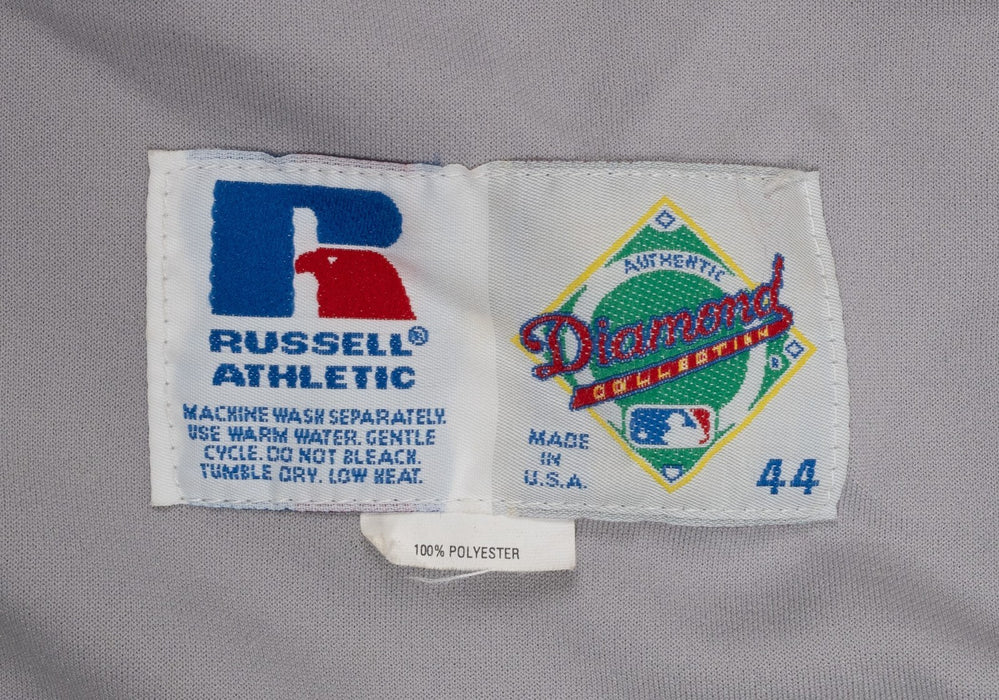 RUSSELL®
ATHLETIC
MACHINE WASH SEPARATELY.
USE WARM WATER. GENTLE
CYCLE. DO NOT BLEACH.
TUMBLE DRY. LOW HEAT.
AUTHENTIC
Diamond
COLLECTION
®
MADE
IN
U.S.A.
44
100% POLYESTER